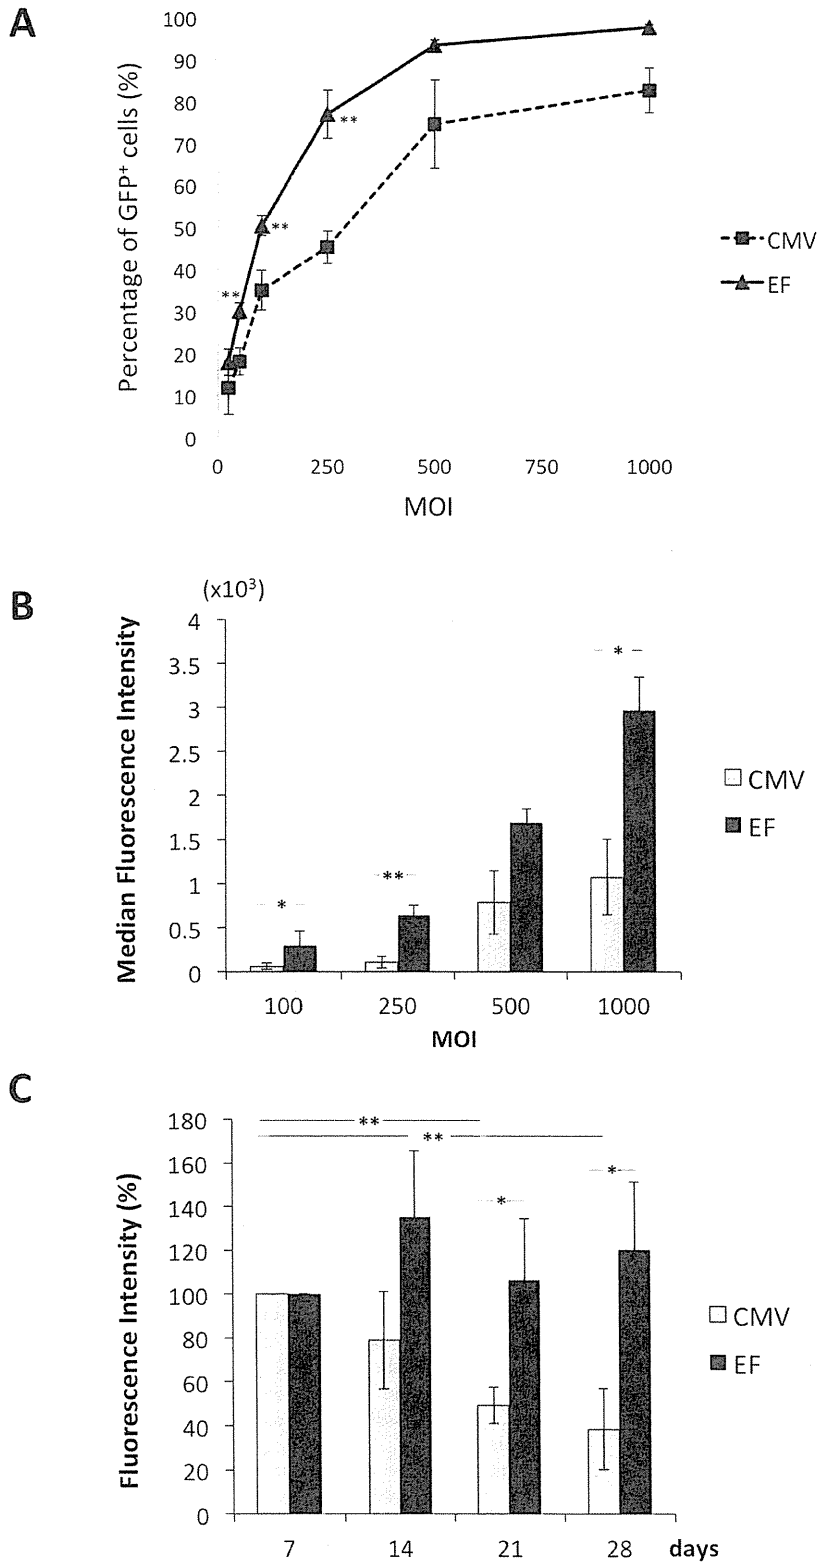 A
Percentage of GFP⁺ cells (%)
100
90
80
70
60
50
40
30
20
10
0
**
**
**
0 250 500 750 1000
MOI
CMV
EF
B
(x10³)
Median Fluorescence Intensity
4
3.5
3
2.5
2
1.5
1
0.5
0
*
**
*
100 250 500 1000
MOI
CMV
EF
C
Fluorescence Intensity (%)
180
160
140
120
100
80
60
40
20
0
**
**
*
*
7 14 21 28 days
CMV
EF